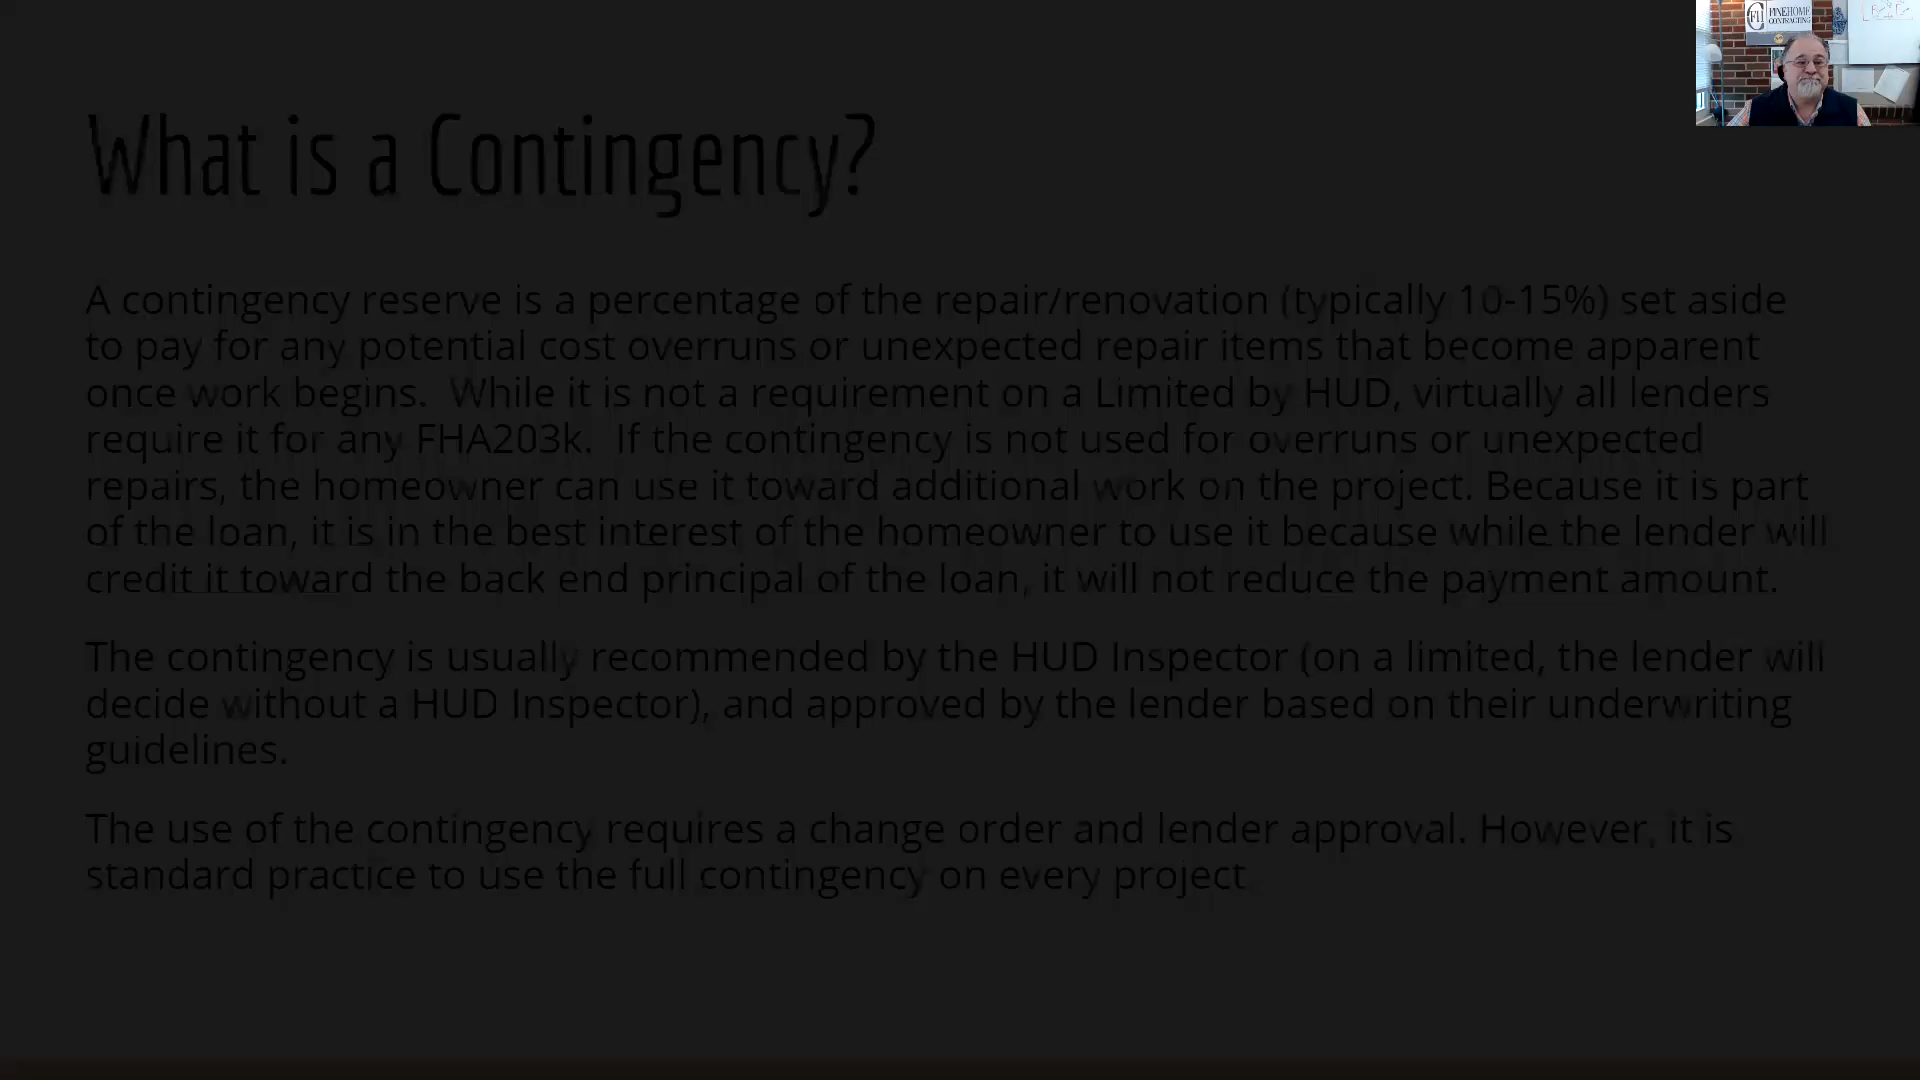 FINEHOME
CONTRACTING
What is a Contingency?
A contingency reserve is a percentage of the repair/renovation (typically 10-15%) set aside
to pay for any potential cost overruns or unexpected repair items that become apparent
once work begins.  While it is not a requirement on a Limited by HUD, virtually all lenders
require it for any FHA203k.  If the contingency is not used for overruns or unexpected
repairs, the homeowner can use it toward additional work on the project. Because it is part
of the loan, it is in the best interest of the homeowner to use it because while the lender will
credit it toward the back end principal of the loan, it will not reduce the payment amount.
The contingency is usually recommended by the HUD Inspector (on a limited, the lender will
decide without a HUD Inspector), and approved by the lender based on their underwriting
guidelines.
The use of the contingency requires a change order and lender approval. However, it is
standard practice to use the full contingency on every project